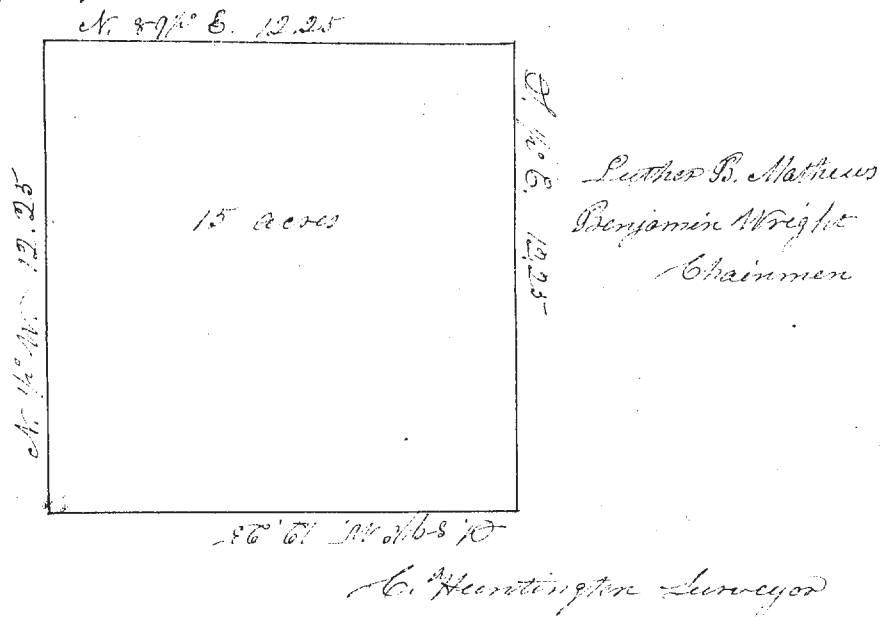 N. 89½° E. 12.25
S. ½° E. 12.25
Luther B. Mathews
Benjamin Wright
Chainmen
15 acres
N. ½° W. 12.25
S. 89½° W. 12.25
C. Huntington Surveyor